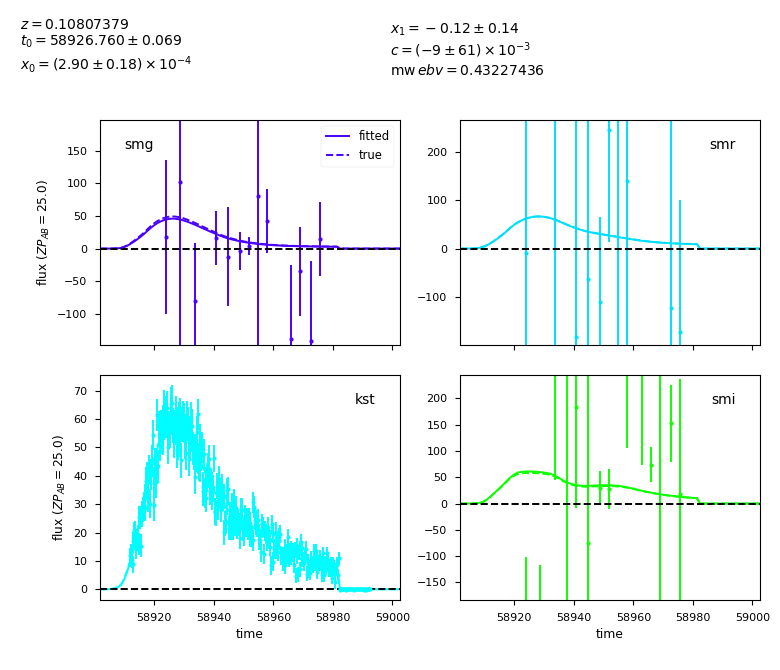 z = 0.10807379
t₀ = 58926.760 ± 0.069
x₀ = (2.90 ± 0.18) × 10⁻⁴
x₁ = −0.12 ± 0.14
c = (−9 ± 61) × 10⁻³
mw ebv = 0.43227436
smg
fitted
true
150
100
50
0
−50
−100
flux (ZP_AB = 25.0)
smr
200
100
0
−100
kst
70
60
50
40
30
20
10
0
flux (ZP_AB = 25.0)
58920 58940 58960 58980 59000
time
smi
200
150
100
50
0
−50
−100
−150
58920 58940 58960 58980 59000
time